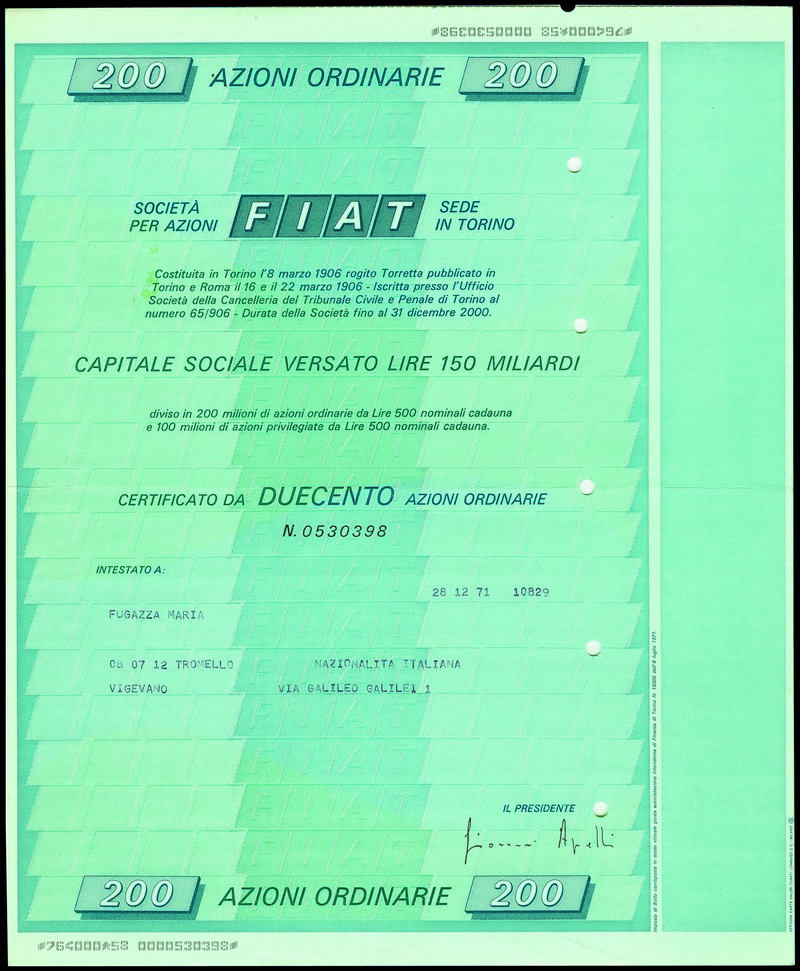 #764000*58 0000530398#
200 AZIONI ORDINARIE 200
SOCIETÀ
PER AZIONI
FIAT
SEDE
IN TORINO
Costituita in Torino l'8 marzo 1906 rogito Torretta pubblicato in
Torino e Roma il 16 e il 22 marzo 1906 - Iscritta presso l'Ufficio
Società della Cancelleria del Tribunale Civile e Penale di Torino al
numero 65/906 - Durata della Società fino al 31 dicembre 2000.
CAPITALE SOCIALE VERSATO LIRE 150 MILIARDI
diviso in 200 milioni di azioni ordinarie da Lire 500 nominali cadauna
e 100 milioni di azioni privilegiate da Lire 500 nominali cadauna.
CERTIFICATO DA DUECENTO AZIONI ORDINARIE
N. 0530398
INTESTATO A:
28 12 71 10829
FUGAZZA MARIA
08 07 12 TROMELLO NAZIONALITA ITALIANA
VIGEVANO VIA GALILEO GALILEI 1
IL PRESIDENTE
200 AZIONI ORDINARIE 200
#764000*58 0000530398#